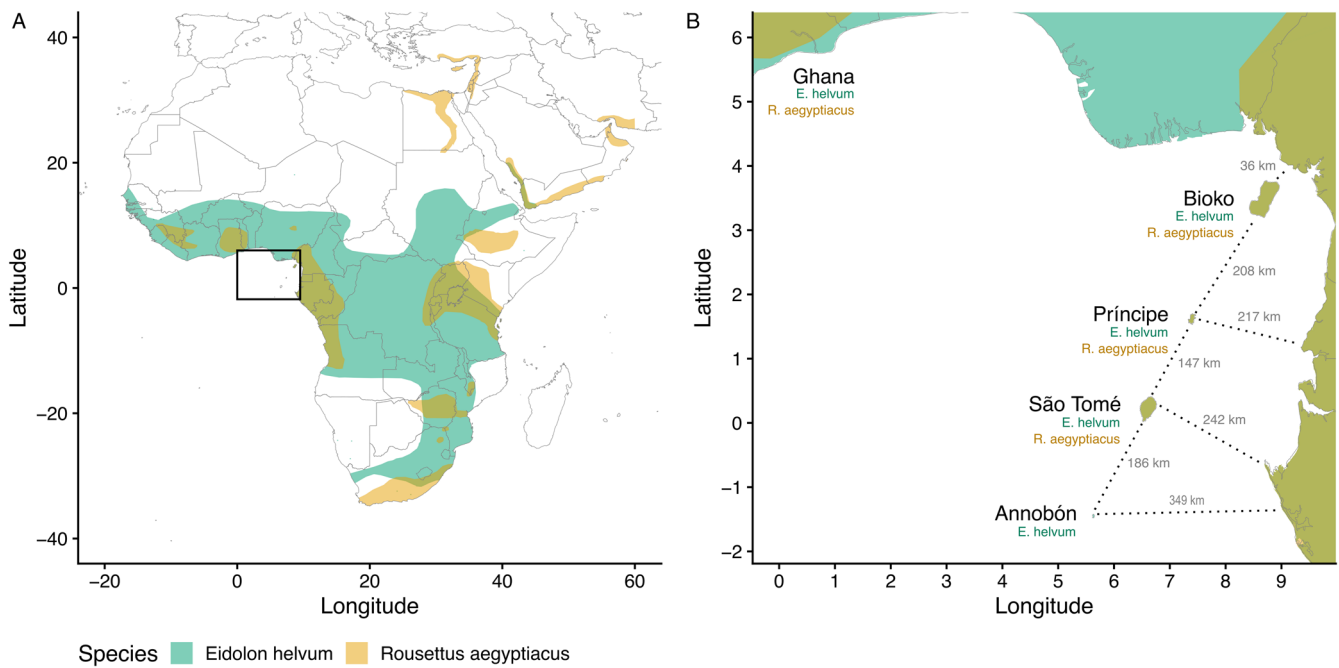 A
40
20
0
−20
−40
Latitude
−20
0
20
40
60
Longitude
B
6
5
4
3
2
1
0
−1
−2
Latitude
0
1
2
3
4
5
6
7
8
9
Longitude
Ghana
E. helvum
R. aegyptiacus
36 km
Bioko
E. helvum
R. aegyptiacus
208 km
Príncipe
E. helvum
R. aegyptiacus
217 km
147 km
São Tomé
E. helvum
R. aegyptiacus
242 km
186 km
Annobón
E. helvum
349 km
Species
Eidolon helvum
Rousettus aegyptiacus